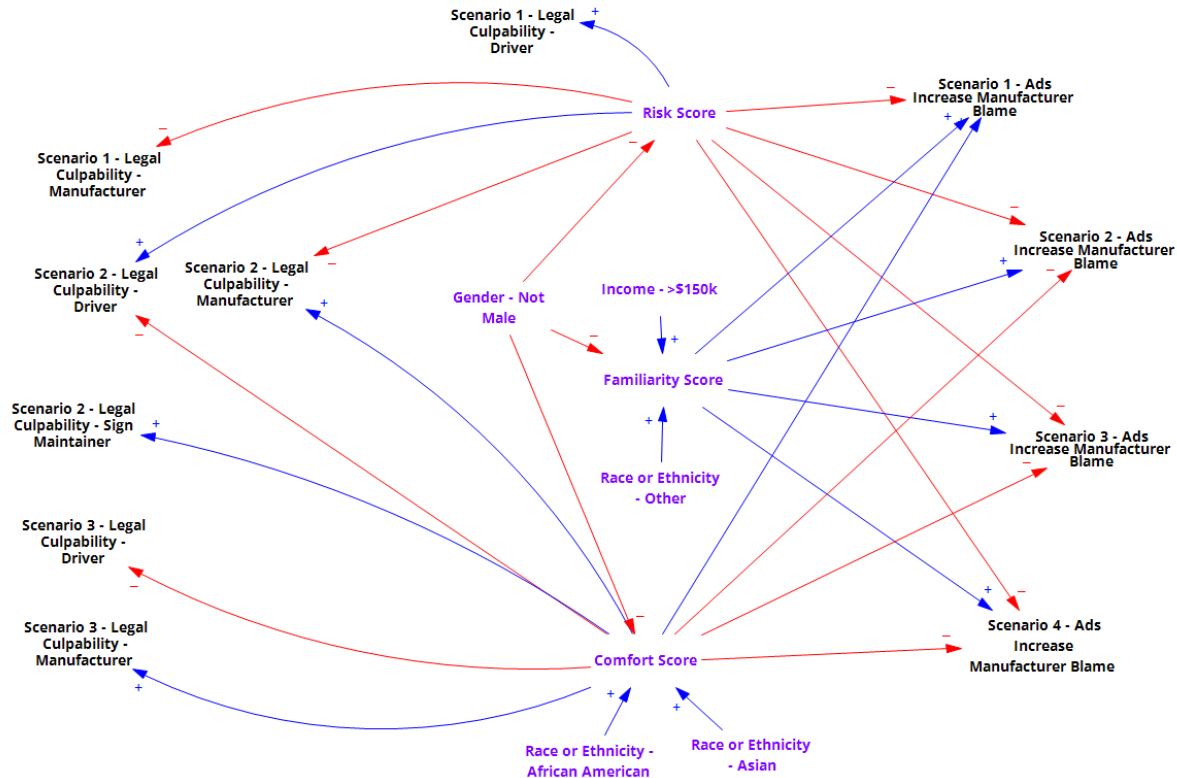 Scenario 1 - Legal
Culpability -
Driver
+
Risk Score
Scenario 1 - Ads
Increase Manufacturer
Blame
−
+
+
−
Scenario 1 - Legal
Culpability -
Manufacturer
−
−
Scenario 2 - Ads
Increase Manufacturer
Blame
−
+
−
+
Scenario 2 - Legal
Culpability -
Driver
−
Scenario 2 - Legal
Culpability -
Manufacturer
−
+
Gender - Not
Male
−
Income - >$150k
+
Familiarity Score
+
Race or Ethnicity
- Other
Scenario 2 - Legal
Culpability - Sign
Maintainer
+
Scenario 3 - Ads
Increase Manufacturer
Blame
−
+
−
Scenario 3 - Legal
Culpability -
Driver
−
Scenario 3 - Legal
Culpability -
Manufacturer
+
Comfort Score
−
+
+
Scenario 4 - Ads
Increase
Manufacturer Blame
+
−
−
Race or Ethnicity -
African American
Race or Ethnicity
- Asian